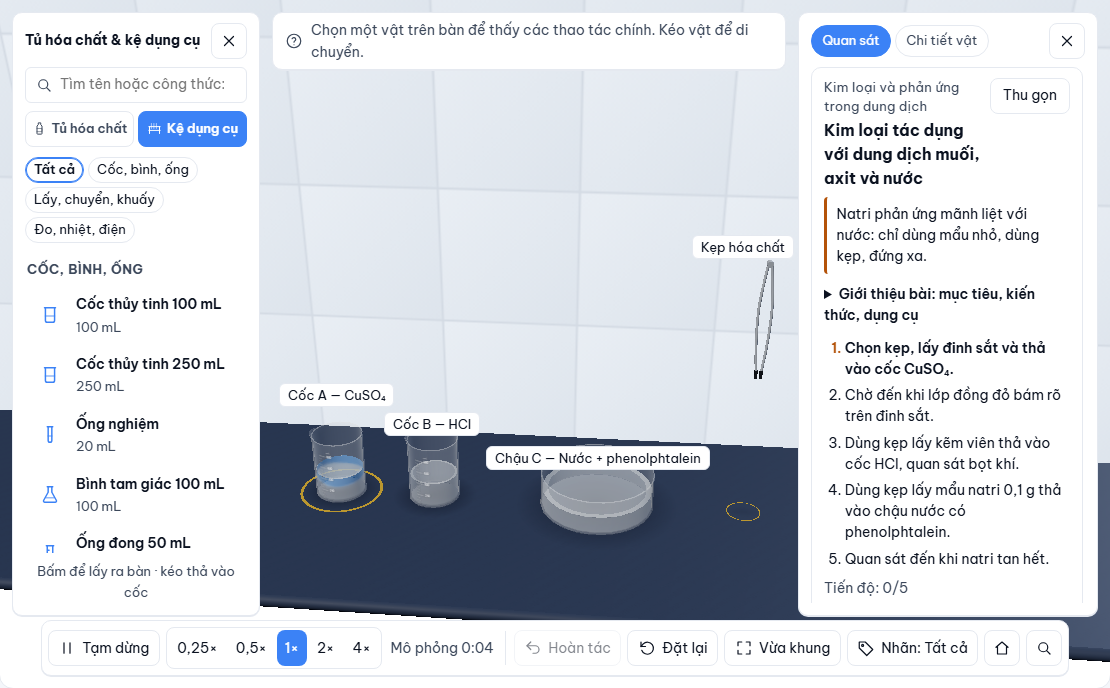 Tủ hóa chất & kệ dụng cụ
Tìm tên hoặc công thức:
Tủ hóa chất
Kệ dụng cụ
Tất cả
Cốc, bình, ống
Lấy, chuyển, khuấy
Đo, nhiệt, điện
CỐC, BÌNH, ỐNG
Cốc thủy tinh 100 mL
100 mL
Cốc thủy tinh 250 mL
250 mL
Ống nghiệm
20 mL
Bình tam giác 100 mL
100 mL
Ống đong 50 mL
Bấm để lấy ra bàn · kéo thả vào
cốc
Chọn một vật trên bàn để thấy các thao tác chính. Kéo vật để di
chuyển.
Kẹp hóa chất
Cốc A — CuSO₄
Cốc B — HCl
Chậu C — Nước + phenolphtalein
Quan sát
Chi tiết vật
Kim loại và phản ứng
trong dung dịch
Thu gọn
Kim loại tác dụng
với dung dịch muối,
axit và nước
Natri phản ứng mãnh liệt với
nước: chỉ dùng mẩu nhỏ, dùng
kẹp, đứng xa.
Giới thiệu bài: mục tiêu, kiến
thức, dụng cụ
1. Chọn kẹp, lấy đinh sắt và thả
vào cốc CuSO₄.
2. Chờ đến khi lớp đồng đỏ bám rõ
trên đinh sắt.
3. Dùng kẹp lấy kẽm viên thả vào
cốc HCl, quan sát bọt khí.
4. Dùng kẹp lấy mẩu natri 0,1 g thả
vào chậu nước có
phenolphtalein.
5. Quan sát đến khi natri tan hết.
Tiến độ: 0/5
Tạm dừng
0,25×
0,5×
1×
2×
4×
Mô phỏng 0:04
Hoàn tác
Đặt lại
Vừa khung
Nhãn: Tất cả